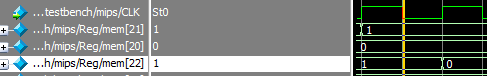 ...testbench/mips/CLK St0
...h/mips/Reg/mem[21] 1 1
...h/mips/Reg/mem[20] 0 0
...h/mips/Reg/mem[22] 1 1 0